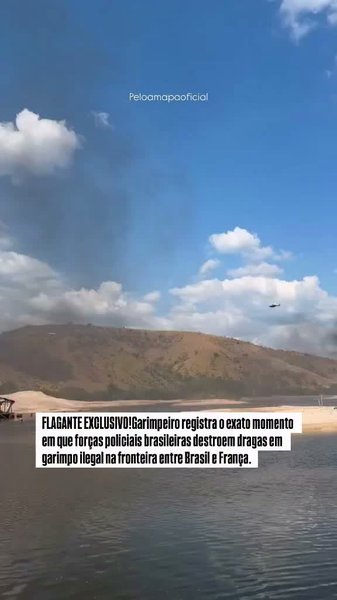 Peloamapaoficial
FLAGANTE EXCLUSIVO!Garimpeiro registra o exato momento
em que forças policiais brasileiras destroem dragas em
garimpo ilegal na fronteira entre Brasil e França.